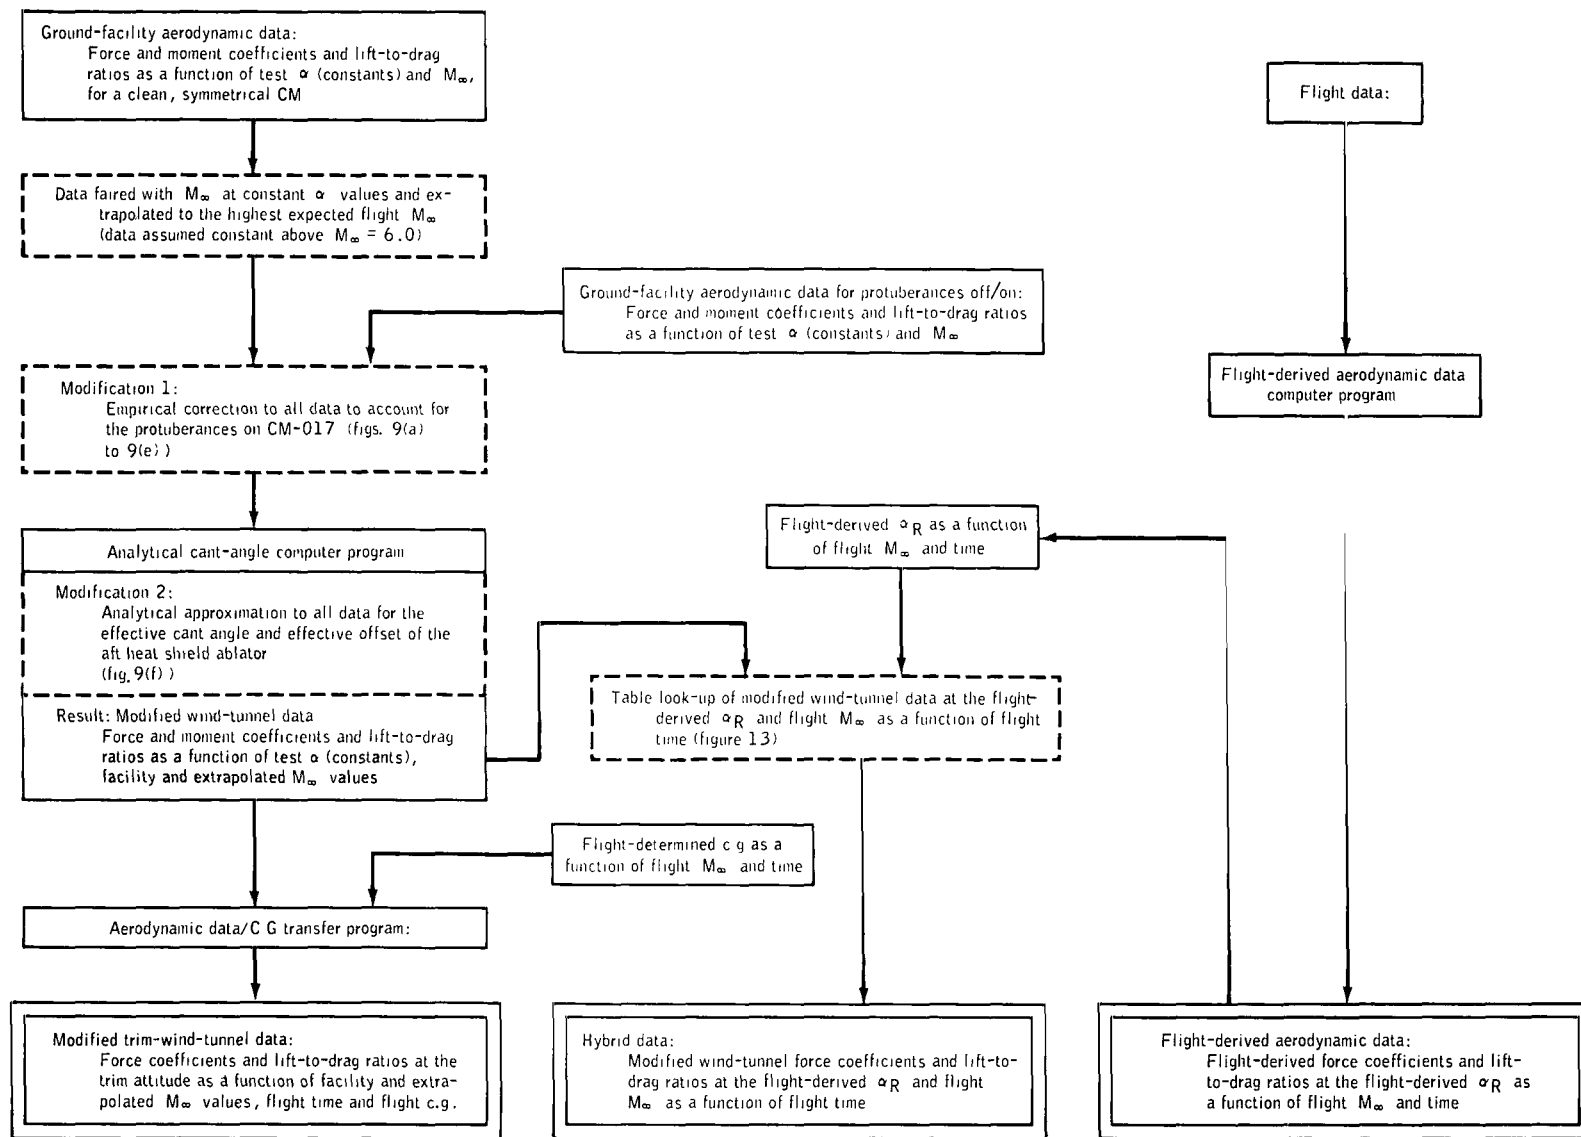 Ground-facility aerodynamic data:
Force and moment coefficients and lift-to-drag
ratios as a function of test α (constants) and M∞,
for a clean, symmetrical CM
Flight data:
Data faired with M∞ at constant α values and ex-
trapolated to the highest expected flight M∞
(data assumed constant above M∞ = 6.0)
Ground-facility aerodynamic data for protuberances off/on:
Force and moment coefficients and lift-to-drag ratios
as a function of test α (constants) and M∞
Flight-derived aerodynamic data
computer program
Modification 1:
Empirical correction to all data to account for
the protuberances on CM-017 (figs. 9(a)
to 9(e) )
Flight-derived αR as a function
of flight M∞ and time
Analytical cant-angle computer program
Modification 2:
Analytical approximation to all data for the
effective cant angle and effective offset of the
aft heat shield ablator
(fig. 9(f) )
Table look-up of modified wind-tunnel data at the flight-
derived αR and flight M∞ as a function of flight
time (figure 13)
Result: Modified wind-tunnel data
Force and moment coefficients and lift-to-drag
ratios as a function of test α (constants),
facility and extrapolated M∞ values
Flight-determined c g as a
function of flight M∞ and time
Aerodynamic data/C G transfer program:
Modified trim-wind-tunnel data:
Force coefficients and lift-to-drag ratios at the
trim attitude as a function of facility and extra-
polated M∞ values, flight time and flight c.g.
Hybrid data:
Modified wind-tunnel force coefficients and lift-to-
drag ratios at the flight-derived αR and flight
M∞ as a function of flight time
Flight-derived aerodynamic data:
Flight-derived force coefficients and lift-
to-drag ratios at the flight-derived αR as
a function of flight M∞ and time